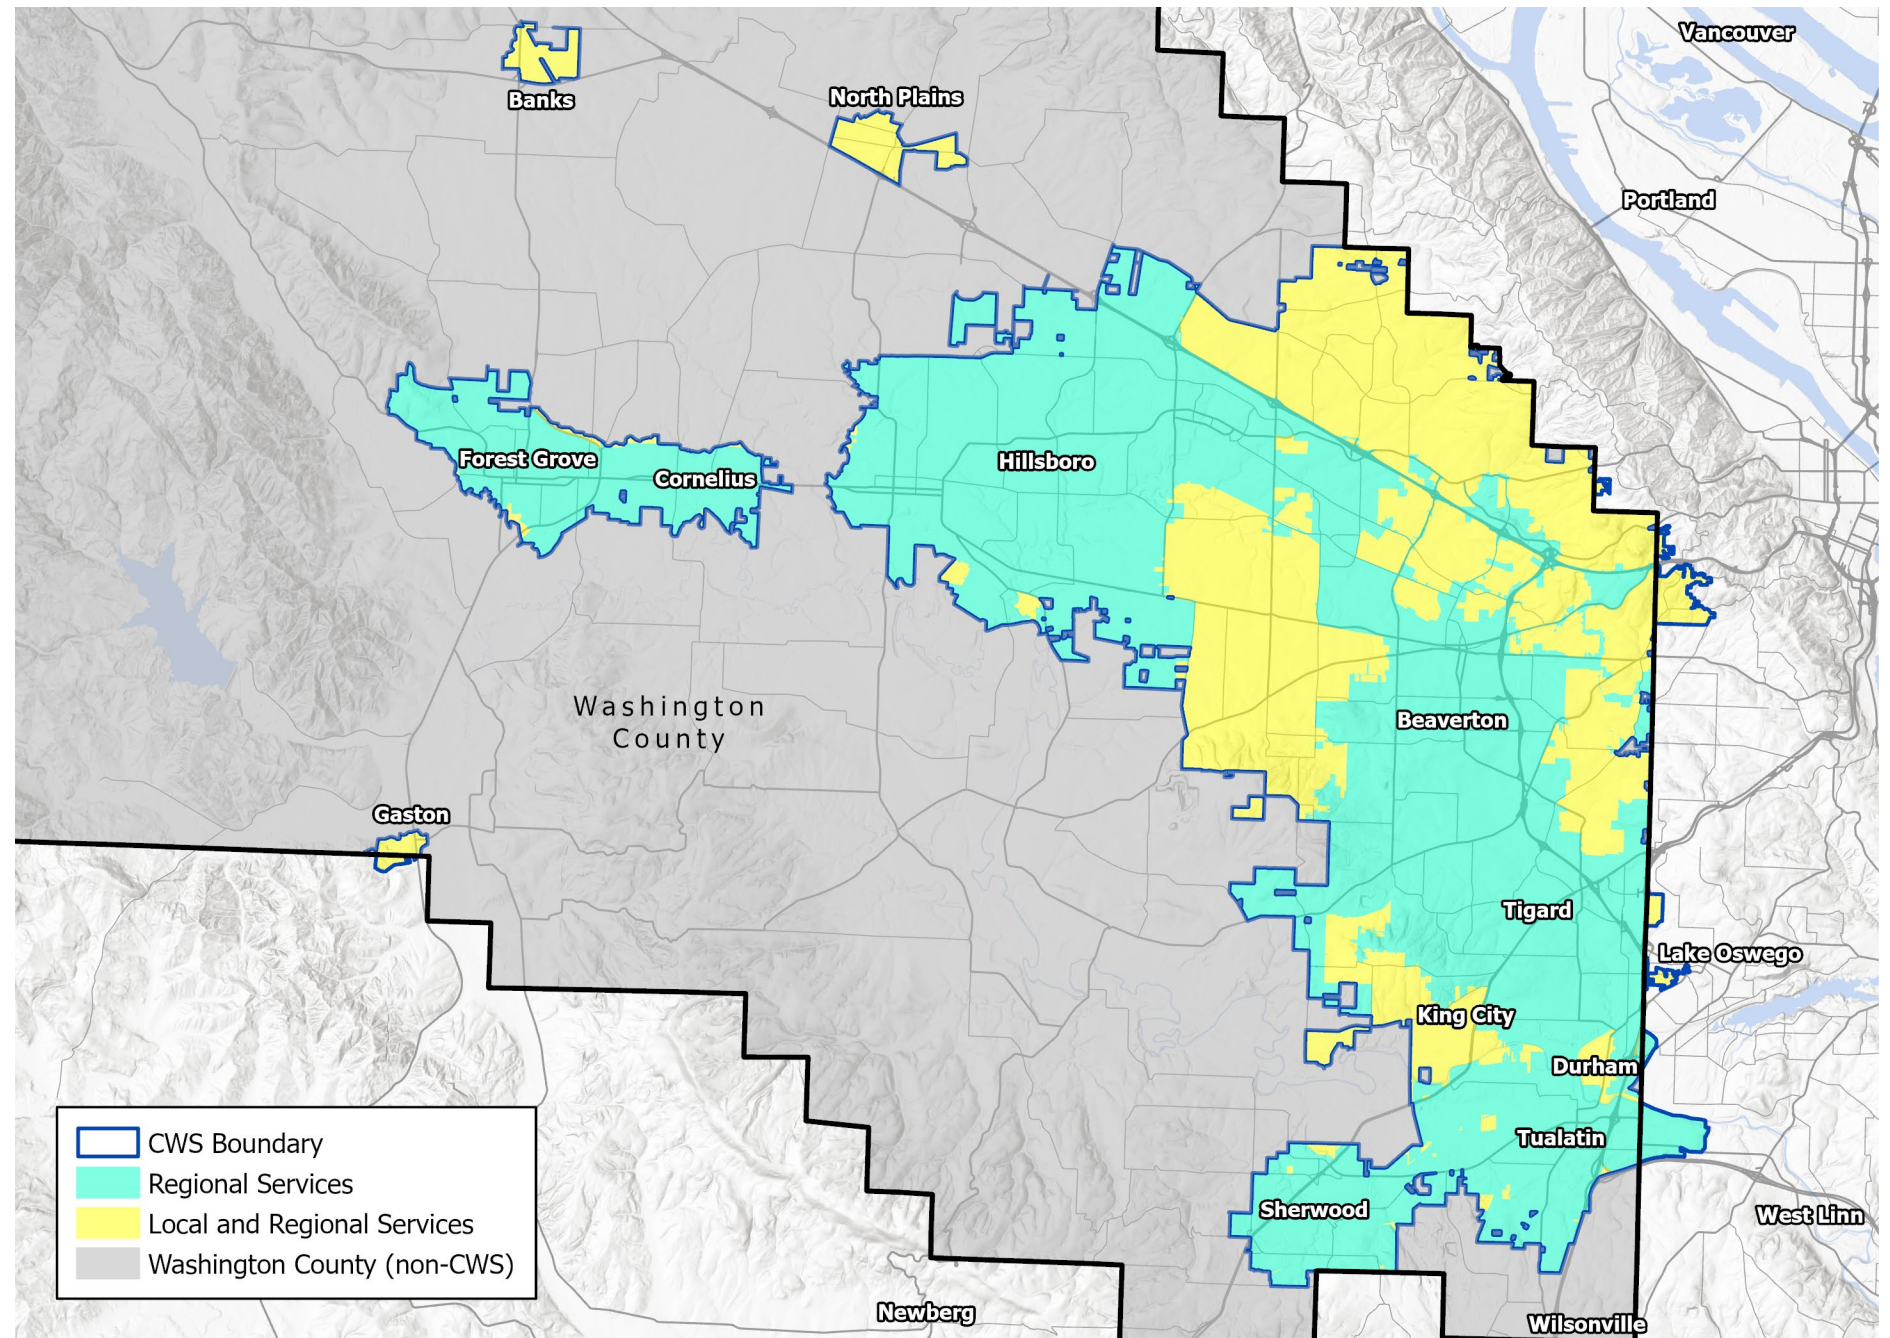 Vancouver
Banks
North Plains
Portland
Forest Grove
Cornelius
Hillsboro
Washington
County
Beaverton
Gaston
Tigard
Lake Oswego
King City
Durham
Tualatin
Sherwood
West Linn
Newberg
Wilsonville
CWS Boundary
Regional Services
Local and Regional Services
Washington County (non-CWS)